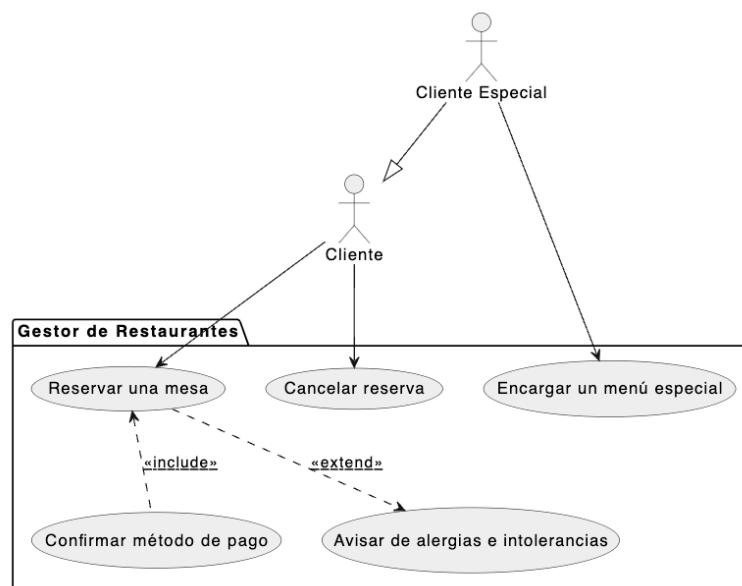 Cliente Especial
Cliente
Gestor de Restaurantes
Reservar una mesa
Cancelar reserva
Encargar un menú especial
«include»
«extend»
Confirmar método de pago
Avisar de alergias e intolerancias